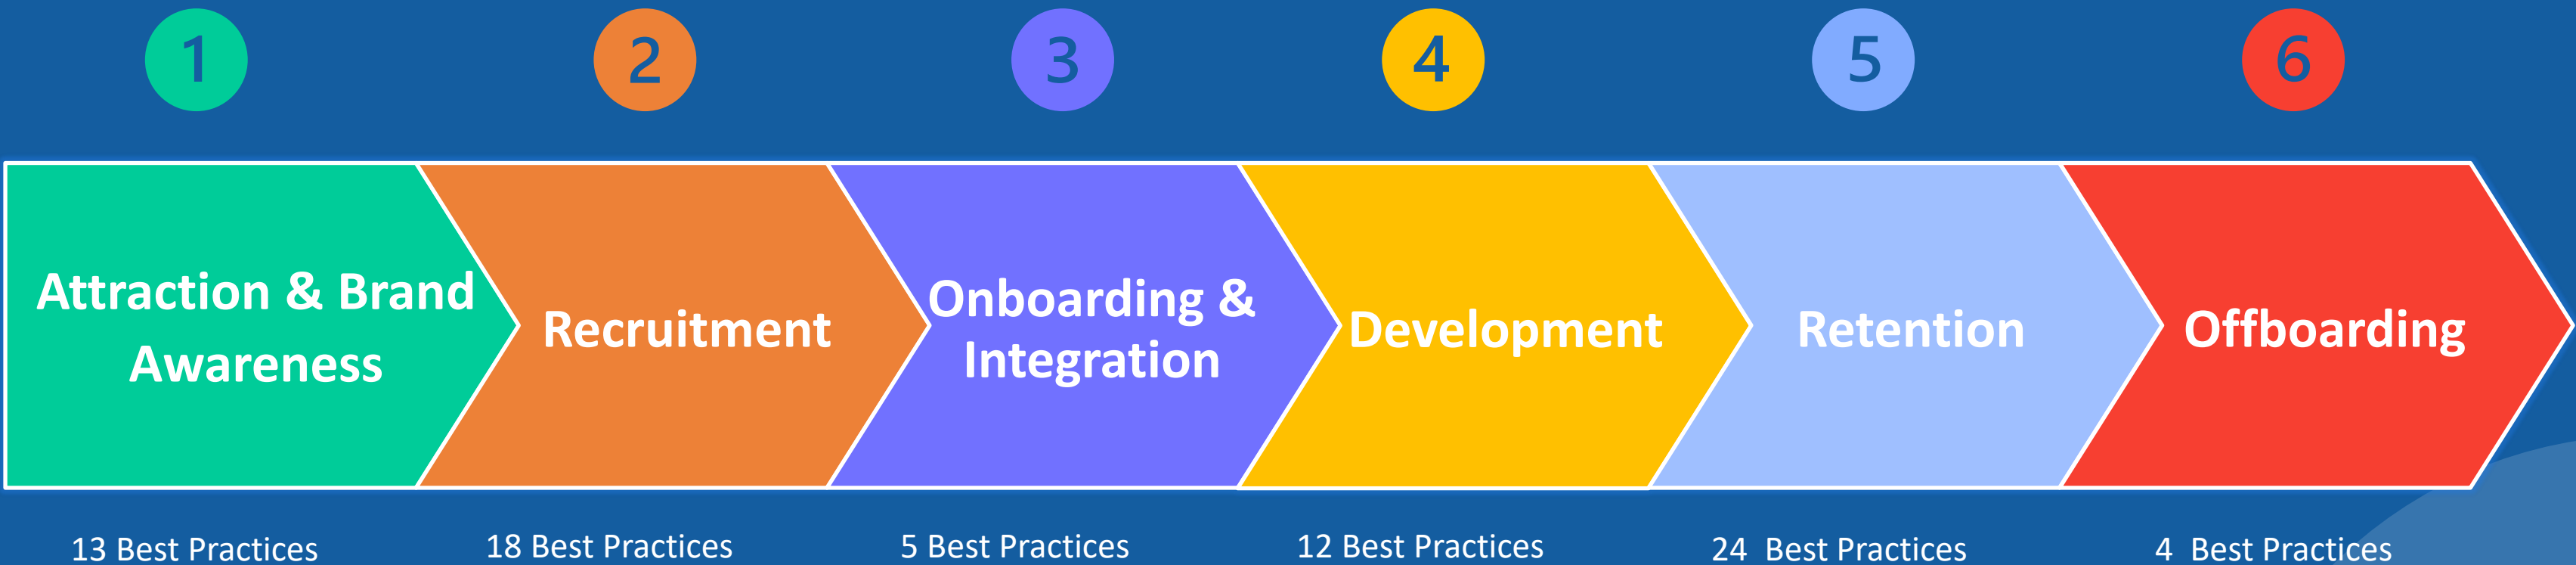 1
2
3
4
5
6
Attraction & Brand
Awareness
Recruitment
Onboarding &
Integration
Development
Retention
Offboarding
13 Best Practices
18 Best Practices
5 Best Practices
12 Best Practices
24  Best Practices
4  Best Practices